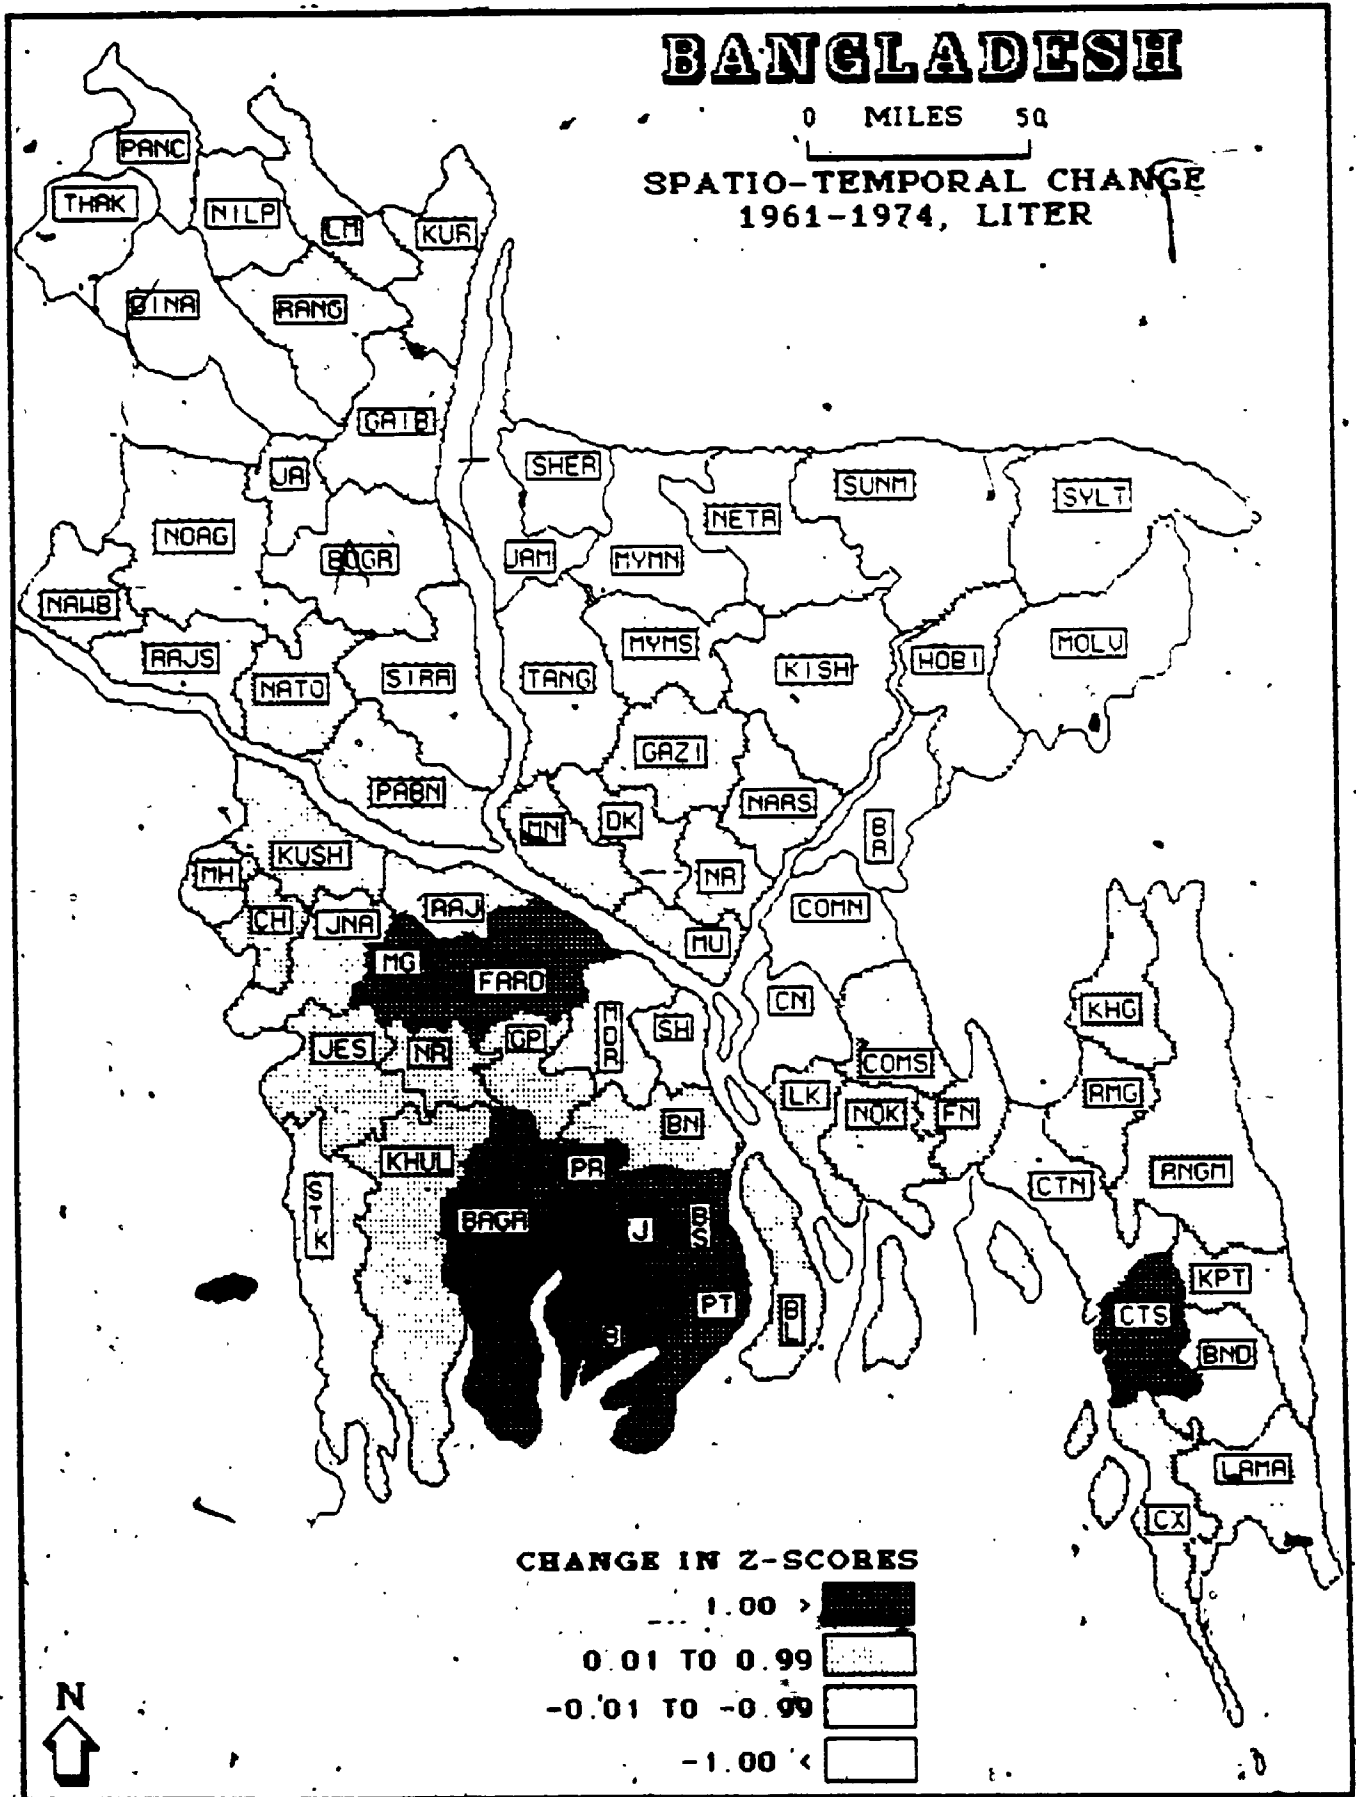 BANGLADESH
0 MILES 50
SPATIO-TEMPORAL CHANGE
1961-1974, LITER
PANC
THAK
NILP
LM
KUR
DINA
RANG
GAIB
JA
SHER
SUNM
SYLT
NETR
NOAG
BOGR
JAM
MYMN
NAWB
RAJS
MYMS
MOLV
NATO
SIRA
TANG
KISH
HOBI
GAZI
PABN
MN
DK
NARS
BR
KUSH
MH
NR
CH
JNA
RAJ
COMN
MG
MU
FARD
CN
KHG
MDR
SH
JES
NR
GP
COMS
RMG
LK
NOK
FN
BN
KHUL
PR
CTN
RNGM
STK
BAGR
J
BS
KPT
PT
BL
CTS
B
BND
LAMA
CX
CHANGE IN Z-SCORES
1.00 >
0.01 TO 0.99
-0.01 TO -0.99
-1.00 <
N